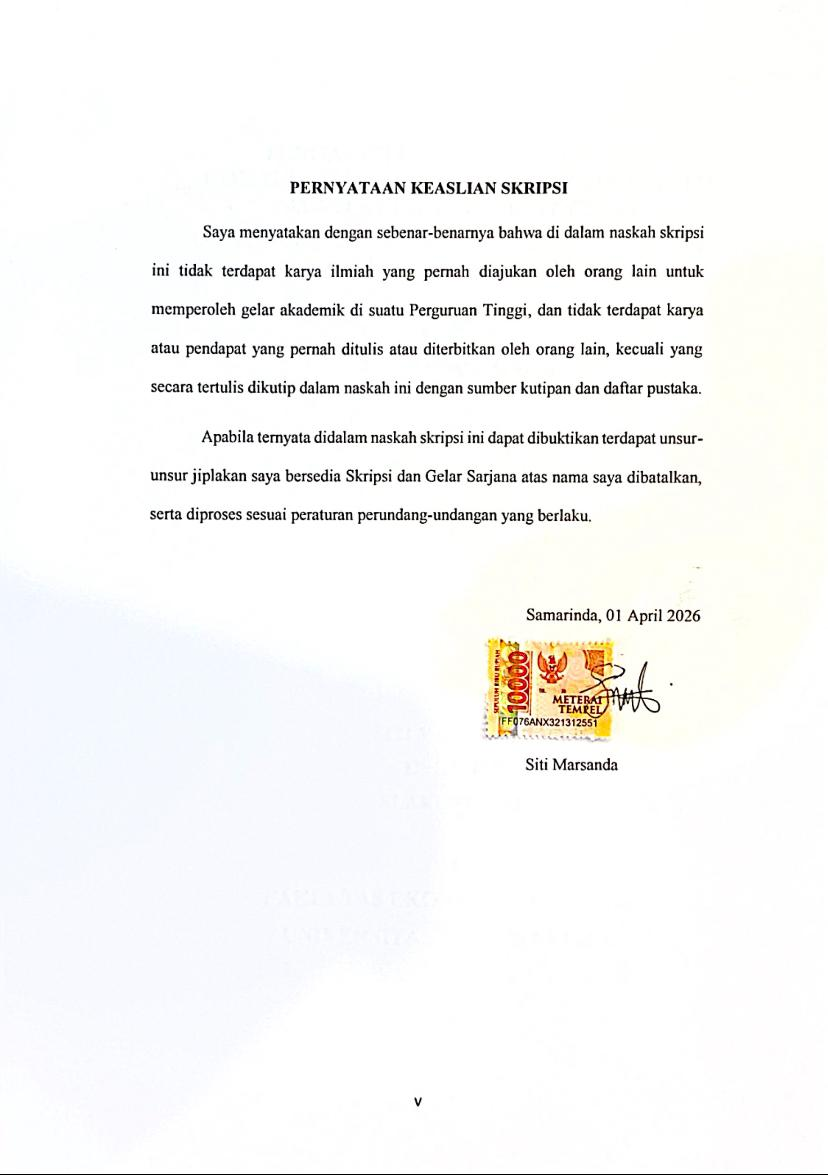 PERNYATAAN KEASLIAN SKRIPSI
Saya menyatakan dengan sebenar-benarnya bahwa di dalam naskah skripsi
ini tidak terdapat karya ilmiah yang pernah diajukan oleh orang lain untuk
memperoleh gelar akademik di suatu Perguruan Tinggi, dan tidak terdapat karya
atau pendapat yang pernah ditulis atau diterbitkan oleh orang lain, kecuali yang
secara tertulis dikutip dalam naskah ini dengan sumber kutipan dan daftar pustaka.
Apabila ternyata didalam naskah skripsi ini dapat dibuktikan terdapat unsur-
unsur jiplakan saya bersedia Skripsi dan Gelar Sarjana atas nama saya dibatalkan,
serta diproses sesuai peraturan perundang-undangan yang berlaku.
Samarinda, 01 April 2026
SEPULUH RIBU RUPIAH
10000
METERAI
TEMPEL
FF076ANX321312551
Siti Marsanda
v